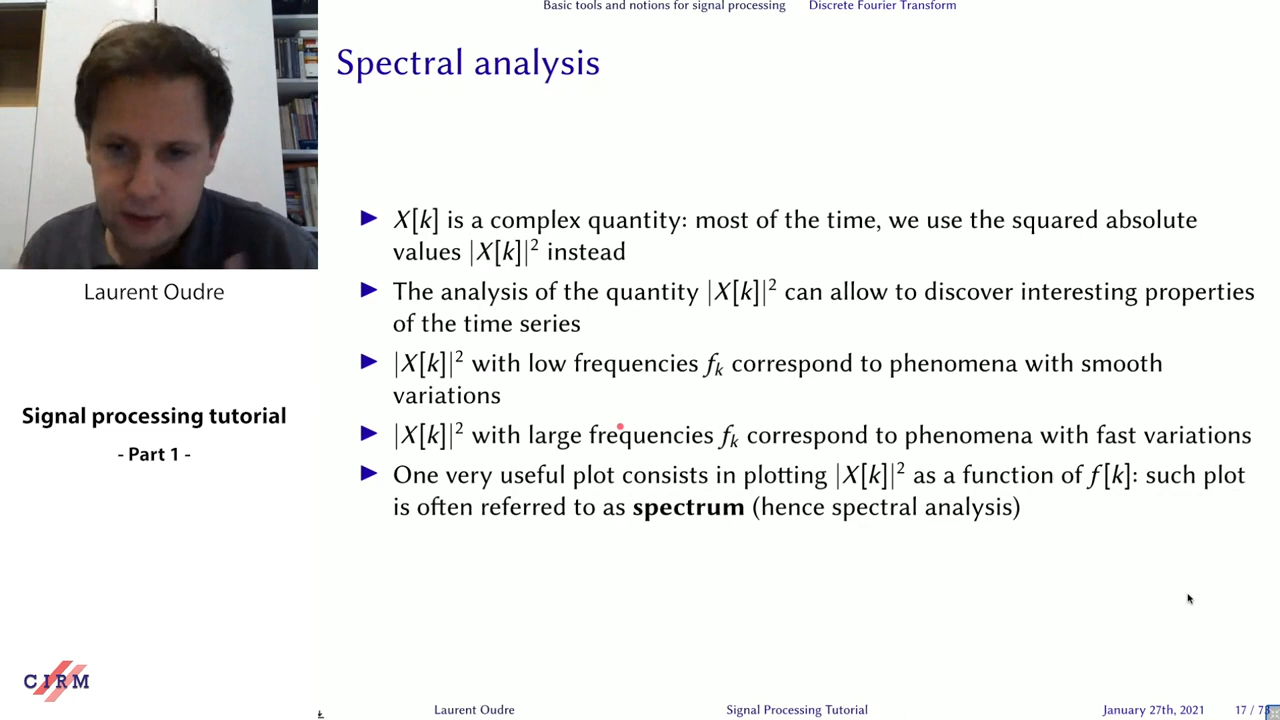 Basic tools and notions for signal processing Discrete Fourier Transform
Spectral analysis
▶ X[k] is a complex quantity: most of the time, we use the squared absolute
values |X[k]|² instead
▶ The analysis of the quantity |X[k]|² can allow to discover interesting properties
of the time series
▶ |X[k]|² with low frequencies fₖ correspond to phenomena with smooth
variations
▶ |X[k]|² with large frequencies fₖ correspond to phenomena with fast variations
▶ One very useful plot consists in plotting |X[k]|² as a function of f[k]: such plot
is often referred to as spectrum (hence spectral analysis)
Laurent Oudre
Signal processing tutorial
- Part 1 -
CIRM
Laurent Oudre Signal Processing Tutorial January 27th, 2021 17 /